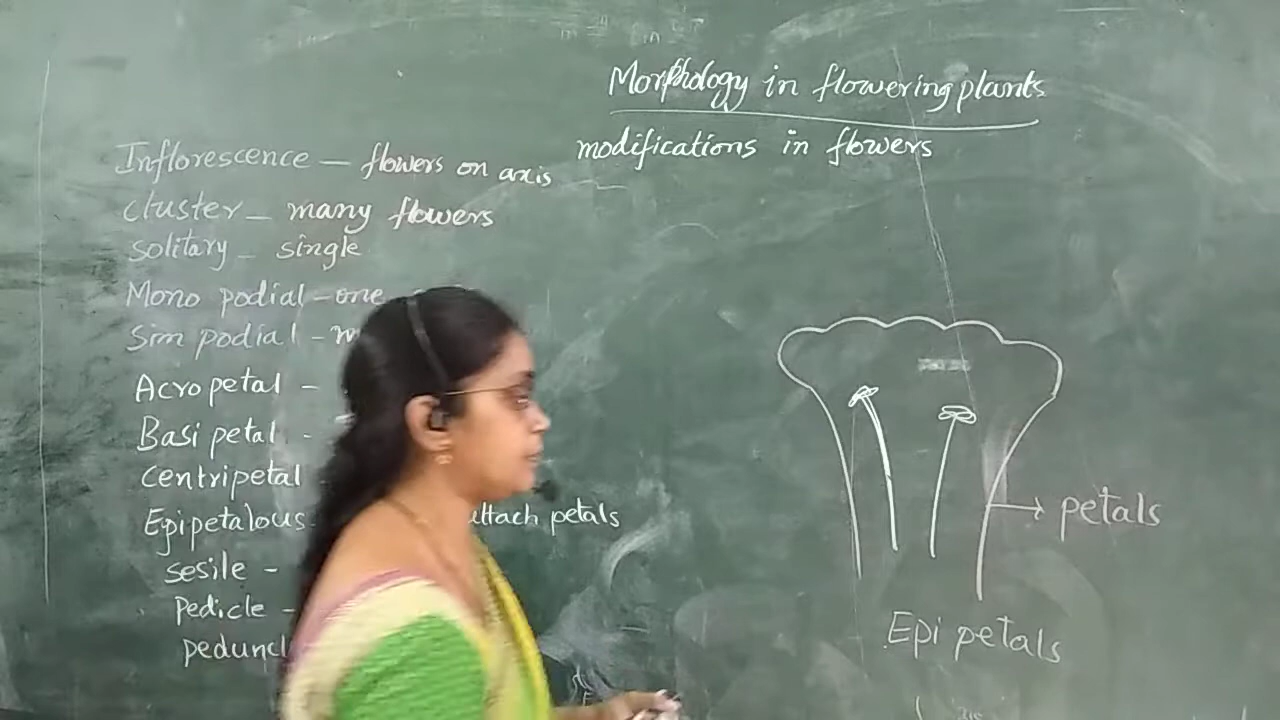 Morphology in flowering plants
modifications in flowers
Inflorescence — flowers on axis
cluster — many flowers
solitary — single
Mono podial — one
Sim podial -
Acropetal -
Basi petal -
centripetal
Epipetalous- attach petals
sesile -
pedicle -
→ petals
Epi petals